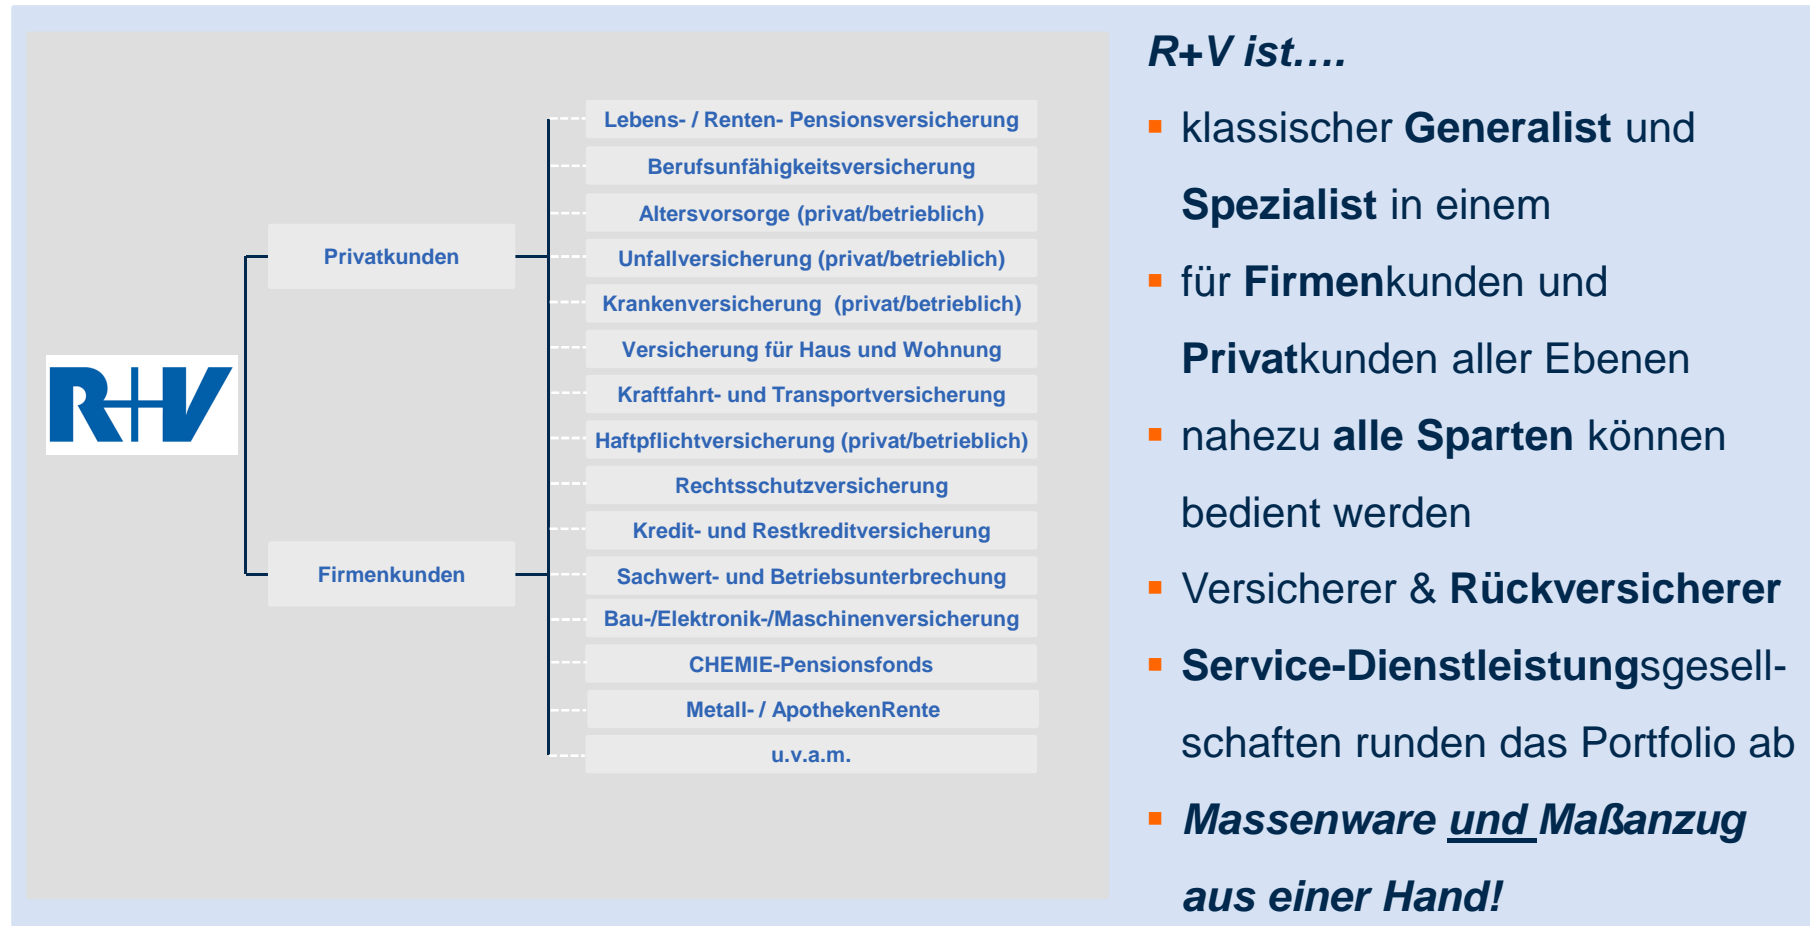 R+V
Privatkunden
Firmenkunden
Lebens- / Renten- Pensionsversicherung
Berufsunfähigkeitsversicherung
Altersvorsorge (privat/betrieblich)
Unfallversicherung (privat/betrieblich)
Krankenversicherung (privat/betrieblich)
Versicherung für Haus und Wohnung
Kraftfahrt- und Transportversicherung
Haftpflichtversicherung (privat/betrieblich)
Rechtsschutzversicherung
Kredit- und Restkreditversicherung
Sachwert- und Betriebsunterbrechung
Bau-/Elektronik-/Maschinenversicherung
CHEMIE-Pensionsfonds
Metall- / ApothekenRente
u.v.a.m.
R+V ist….
▪ klassischer Generalist und
Spezialist in einem
▪ für Firmenkunden und
Privatkunden aller Ebenen
▪ nahezu alle Sparten können
bedient werden
▪ Versicherer & Rückversicherer
▪ Service-Dienstleistungsgesell-
schaften runden das Portfolio ab
▪ Massenware und Maßanzug
aus einer Hand!